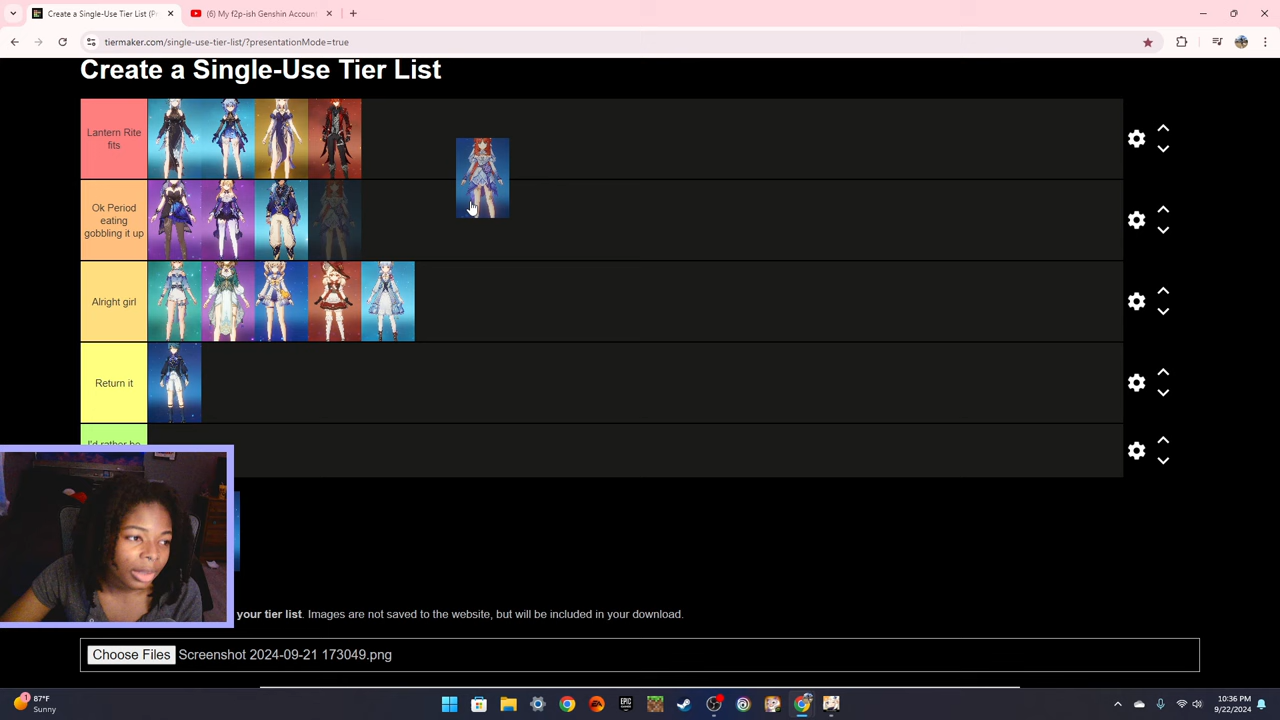 Create a Single-Use Tier List (P
(6) My f2p-ish Genshin Account
tiermaker.com/single-use-tier-list/?presentationMode=true
Create a Single-Use Tier List
Lantern Rite
fits
Ok Period
eating
gobbling it up
Alright girl
Return it
I'd rather be
your tier list. Images are not saved to the website, but will be included in your download.
Choose Files Screenshot 2024-09-21 173049.png
87°F
Sunny
EPIC
10:36 PM
9/22/2024